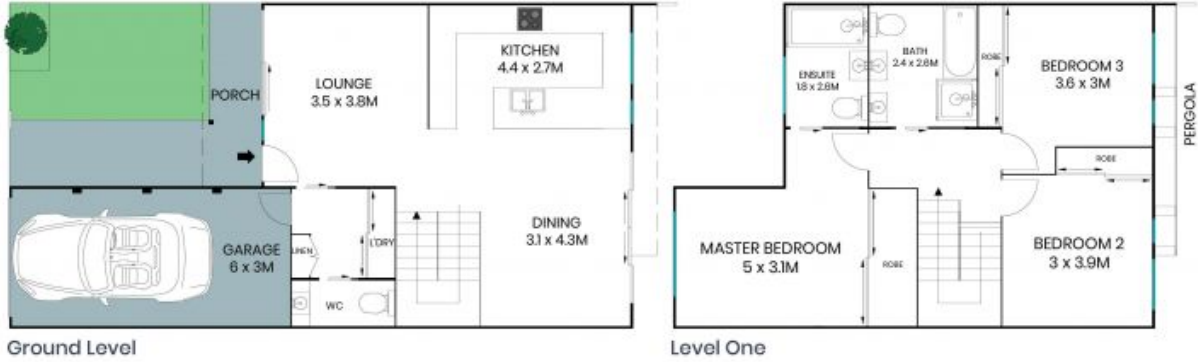 PORCH
LOUNGE
3.5 x 3.8M
KITCHEN
4.4 x 2.7M
DINING
3.1 x 4.3M
GARAGE
6 x 3M
LINEN
L'DRY
WC
Ground Level
ENSUITE
1.8 x 2.6M
BATH
2.4 x 2.6M
ROBE
BEDROOM 3
3.6 x 3M
PERGOLA
ROBE
MASTER BEDROOM
5 x 3.1M
ROBE
BEDROOM 2
3 x 3.9M
Level One